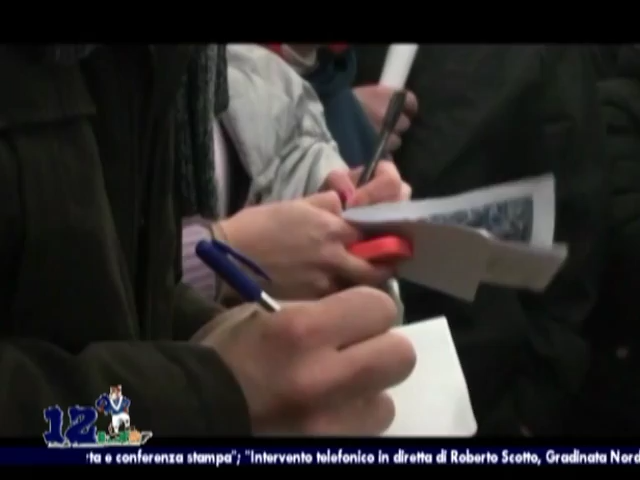 12
ta e conferenza stampa"; "Intervento telefonico in diretta di Roberto Scotto, Gradinata Nord